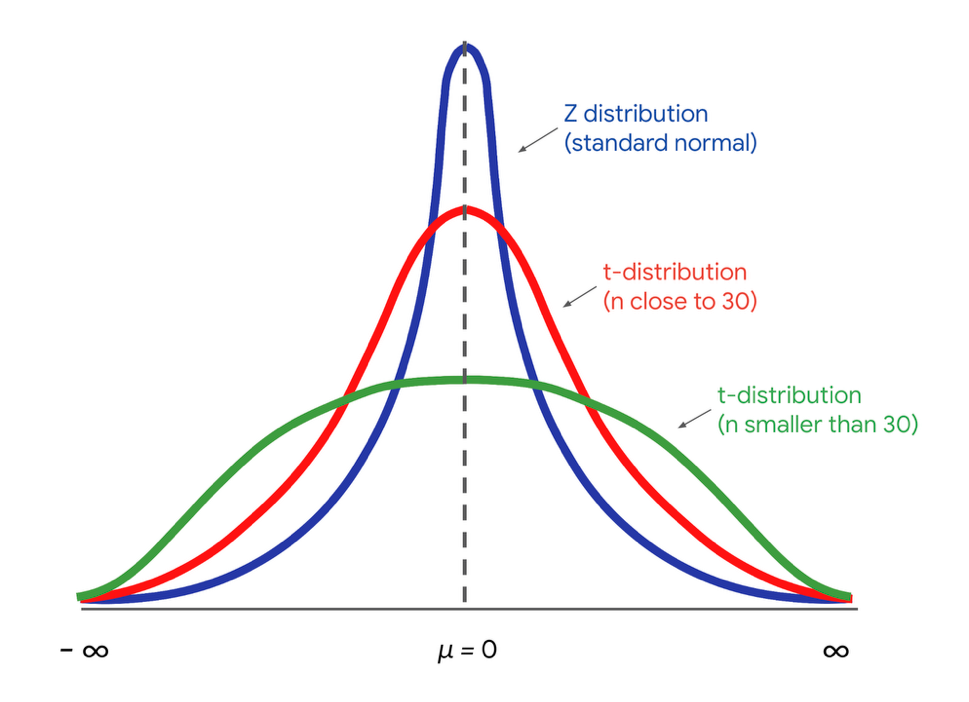 Z distribution
(standard normal)
t-distribution
(n close to 30)
t-distribution
(n smaller than 30)
- ∞
μ = 0
∞